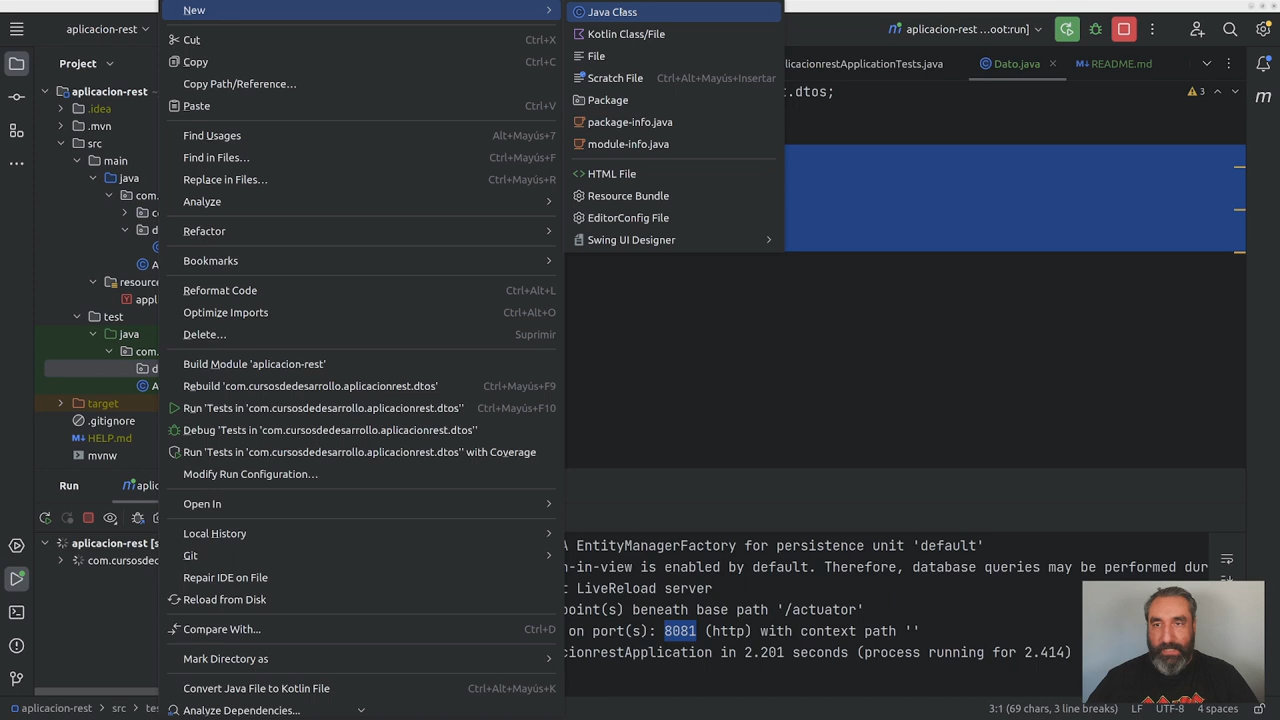 New
Java Class
aplicacion-rest
...oot:run]
Cut Ctrl+X
Kotlin Class/File
Project
Copy Ctrl+C
File
licacionrestApplicationTests.java
Dato.java
README.md
Copy Path/Reference...
Scratch File Ctrl+Alt+Mayús+Insertar
aplicacion-rest
t.dtos;
3
Paste Ctrl+V
Package
.idea
.mvn
package-info.java
Find Usages Alt+Mayús+7
module-info.java
src
Find in Files... Ctrl+Mayús+F
main
HTML File
Replace in Files... Ctrl+Mayús+R
java
Resource Bundle
com.
Analyze
EditorConfig File
Refactor
Swing UI Designer
Bookmarks
resource
Reformat Code Ctrl+Alt+L
appli
Optimize Imports Ctrl+Alt+O
test
Delete... Suprimir
java
com.
Build Module 'aplicacion-rest'
Rebuild 'com.cursosdedesarrollo.aplicacionrest.dtos' Ctrl+Mayús+F9
target
Run 'Tests in 'com.cursosdedesarrollo.aplicacionrest.dtos'' Ctrl+Mayús+F10
.gitignore
Debug 'Tests in 'com.cursosdedesarrollo.aplicacionrest.dtos''
HELP.md
Run 'Tests in 'com.cursosdedesarrollo.aplicacionrest.dtos'' with Coverage
mvnw
Modify Run Configuration...
Run
aplic
Open In
Local History
aplicacion-rest [s
A EntityManagerFactory for persistence unit 'default'
Git
com.cursosdec
n-in-view is enabled by default. Therefore, database queries may be performed dur
Repair IDE on File
t LiveReload server
Reload from Disk
point(s) beneath base path '/actuator'
Compare With... Ctrl+D
on port(s): 8081 (http) with context path ''
Mark Directory as
cionrestApplication in 2.201 seconds (process running for 2.414)
Convert Java File to Kotlin File Ctrl+Alt+Mayús+K
Analyze Dependencies...
aplicacion-rest > src > tes
3:1 (69 chars, 3 line breaks) LF UTF-8 4 spaces